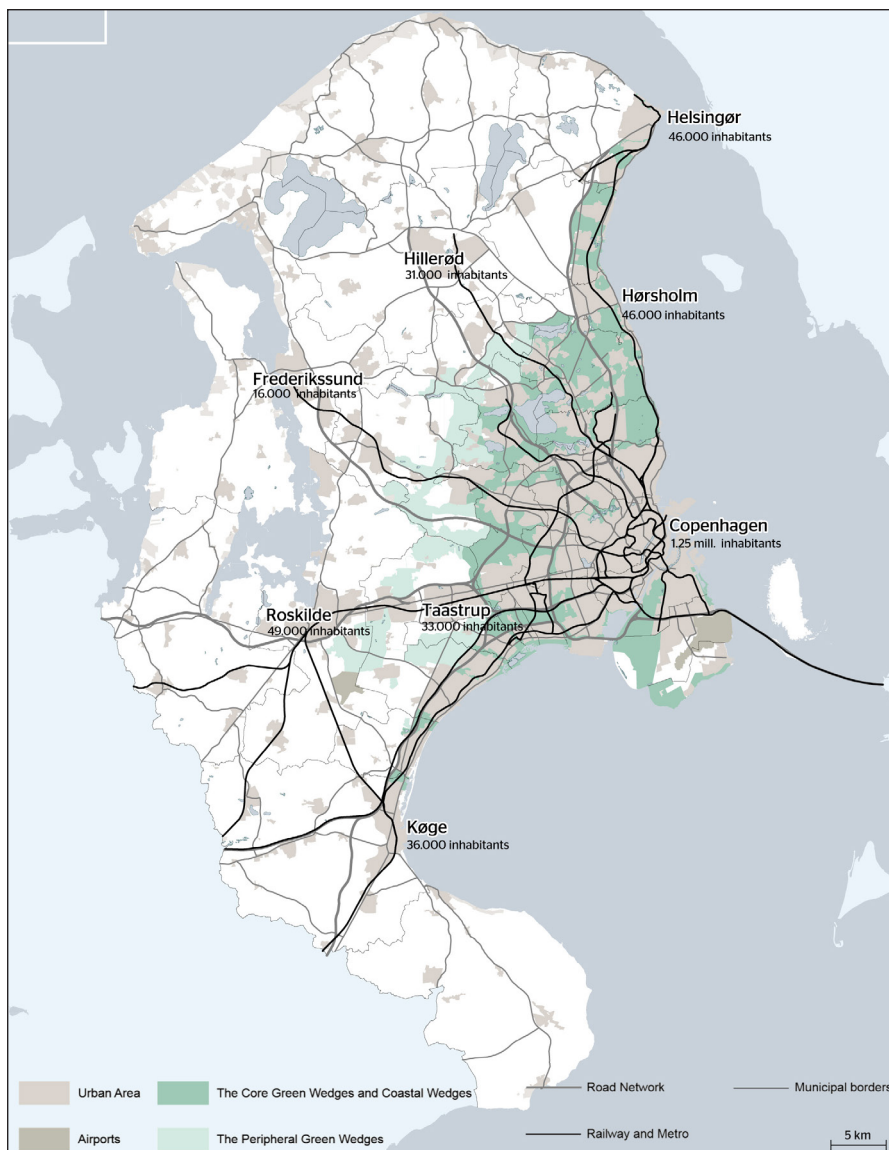 Helsingør
46.000 inhabitants
Hillerød
31.000 inhabitants
Hørsholm
46.000 inhabitants
Frederikssund
16.000 inhabitants
Copenhagen
1.25 mill. inhabitants
Roskilde
49.000 inhabitants
Taastrup
33.000 inhabitants
Køge
36.000 inhabitants
Urban Area
The Core Green Wedges and Coastal Wedges
Road Network
Municipal borders
Airports
The Peripheral Green Wedges
Railway and Metro
5 km